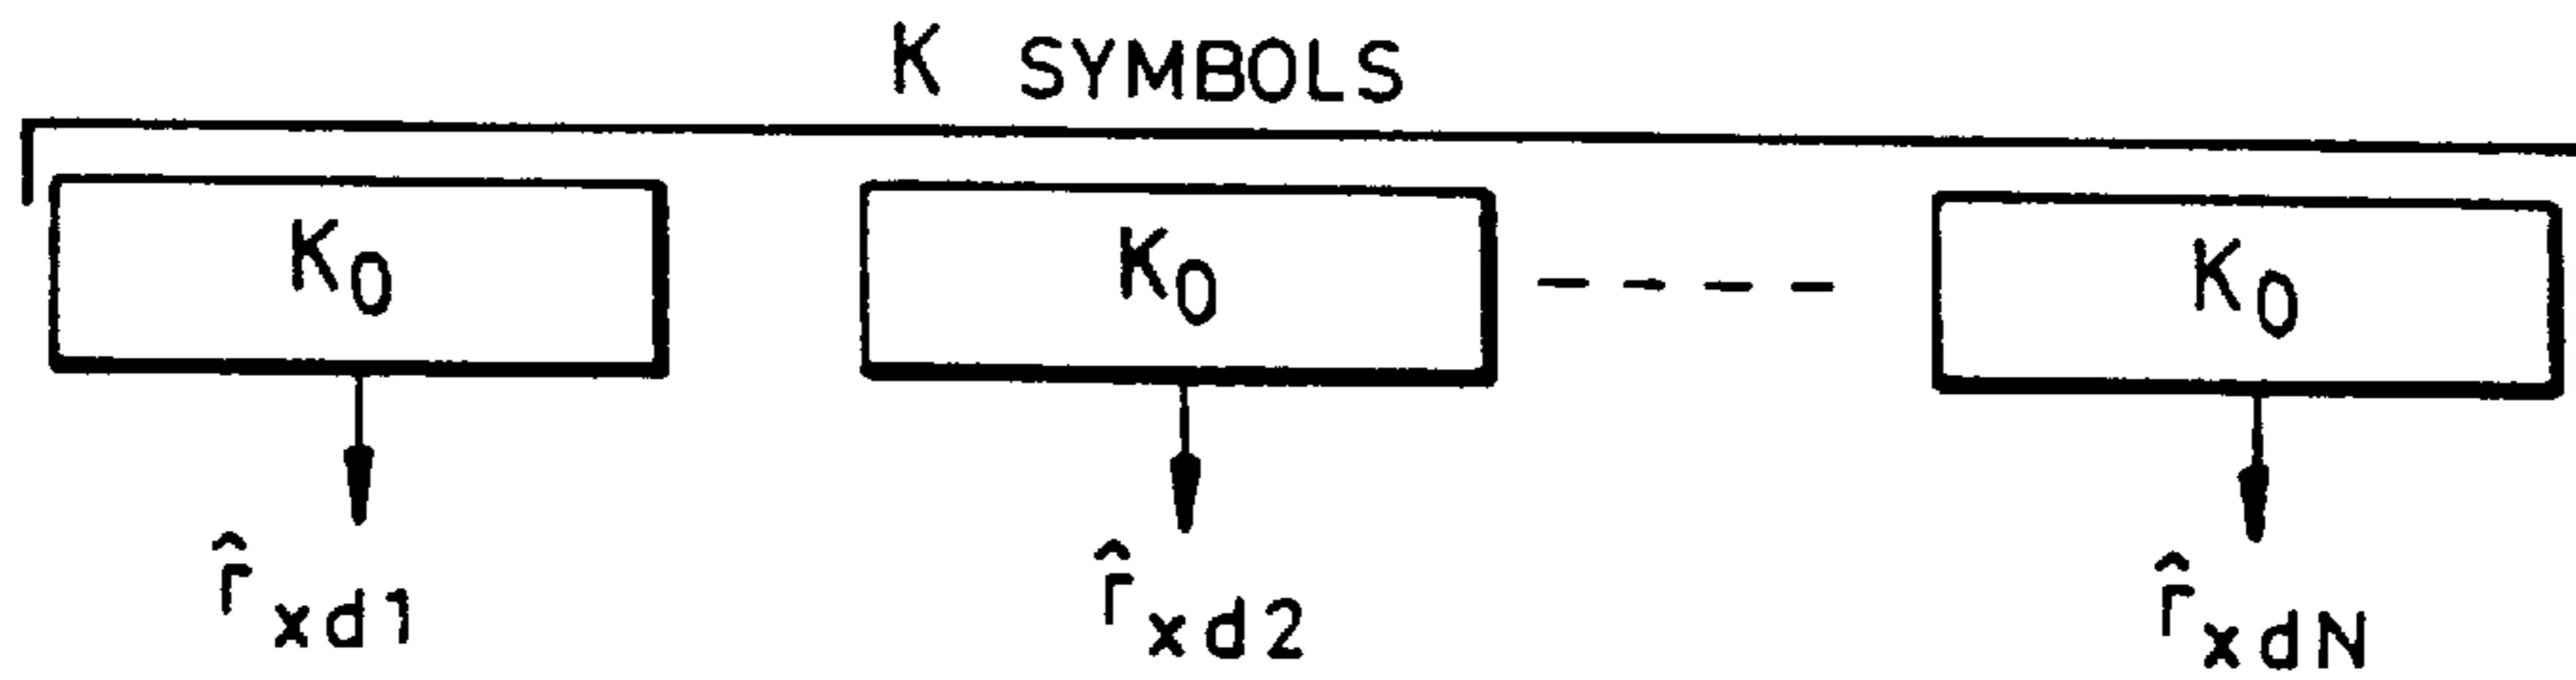 K SYMBOLS
K₀ K₀ K₀
r̂xd1 r̂xd2 r̂xdN